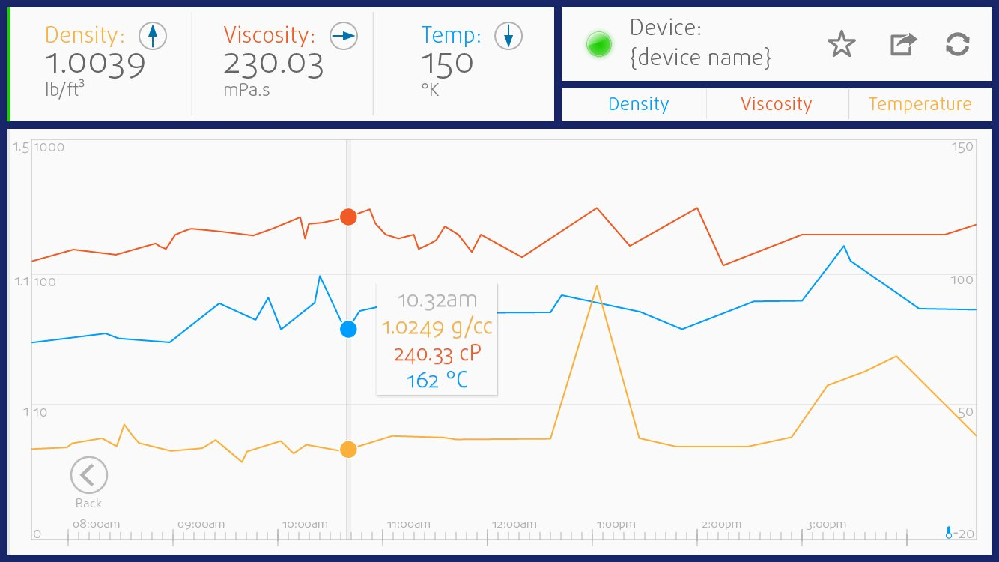 Density:
1.0039
lb/ft³
Viscosity:
230.03
mPa.s
Temp:
150
°K
Device:
{device name}
Density
Viscosity
Temperature
1.5 1000
150
1.1 100
100
10.32am
1.0249 g/cc
240.33 cP
162 °C
1 10
50
Back
08:00am
09:00am
10:00am
11:00am
12:00am
1:00pm
2:00pm
3:00pm
0
-20